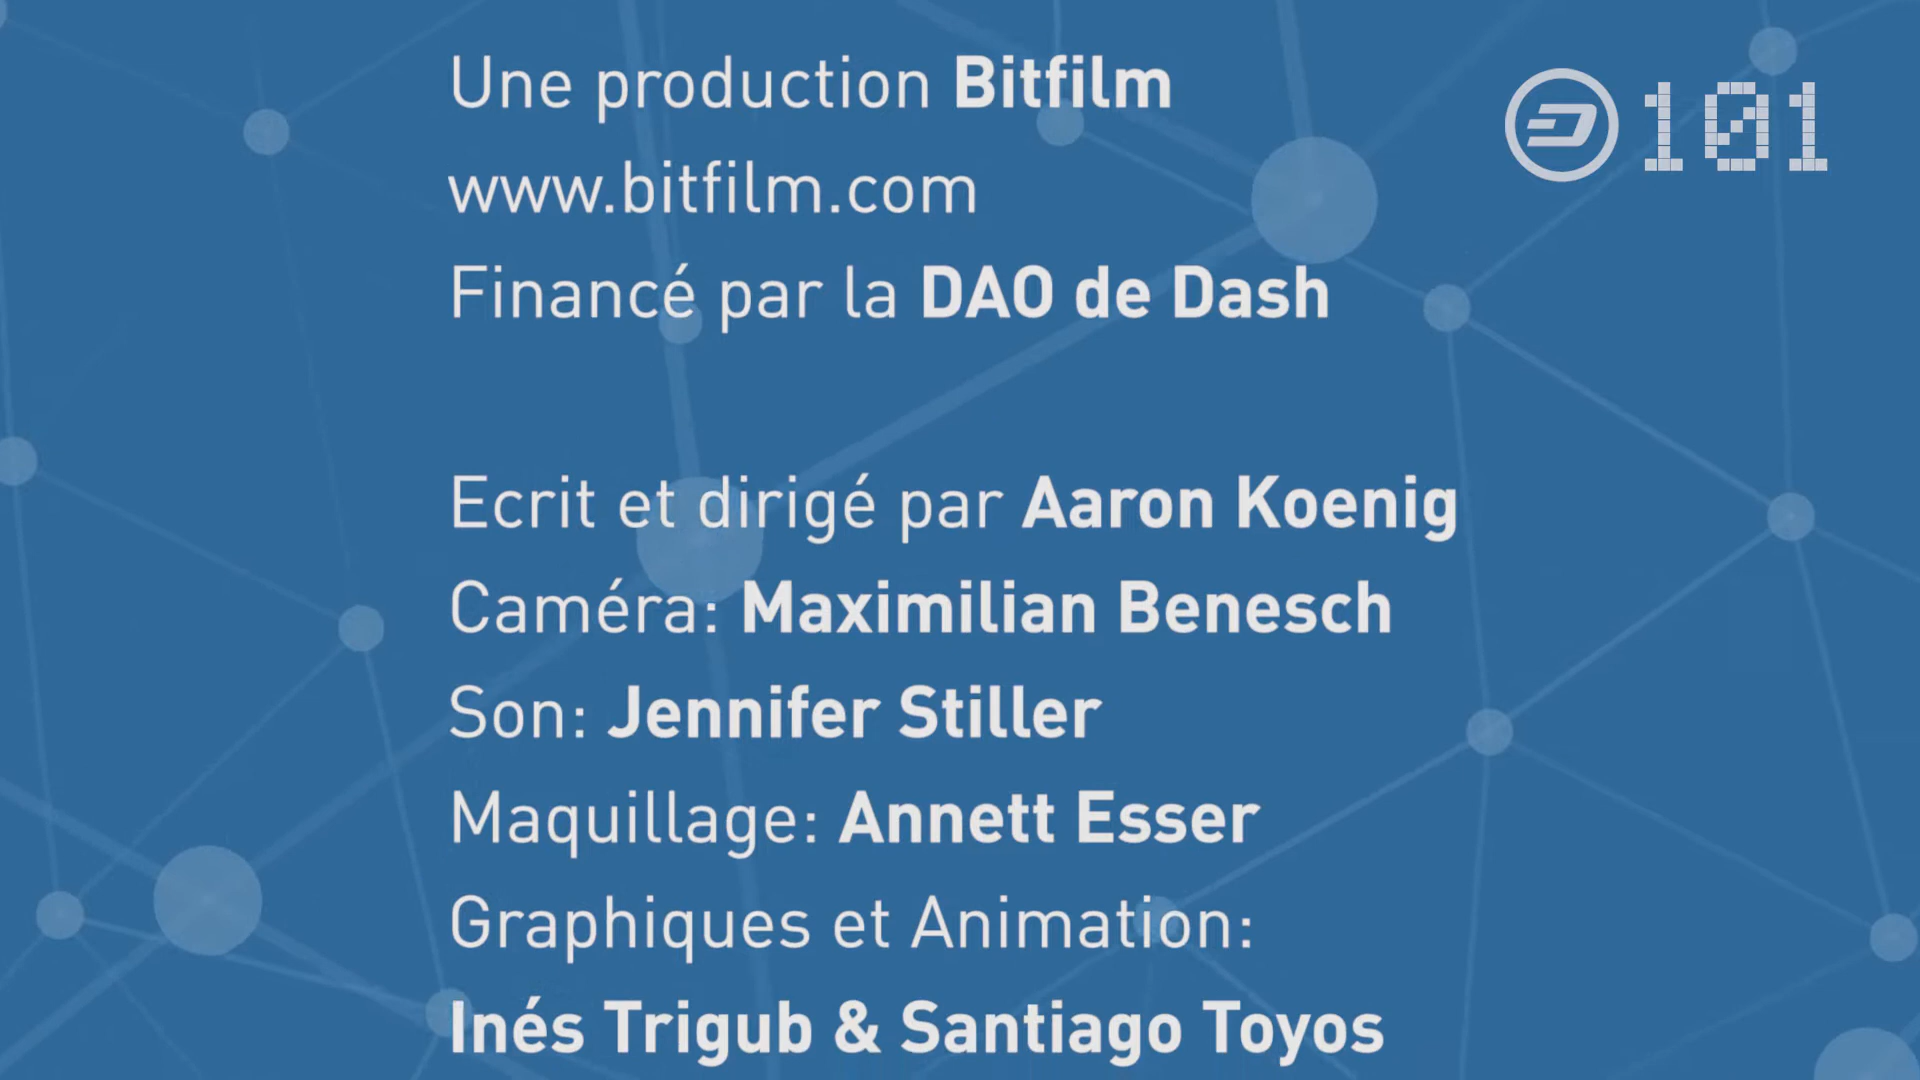 Une production Bitfilm
www.bitfilm.com
Financé par la DAO de Dash
Ecrit et dirigé par Aaron Koenig
Caméra: Maximilian Benesch
Son: Jennifer Stiller
Maquillage: Annett Esser
Graphiques et Animation:
Inés Trigub & Santiago Toyos
101